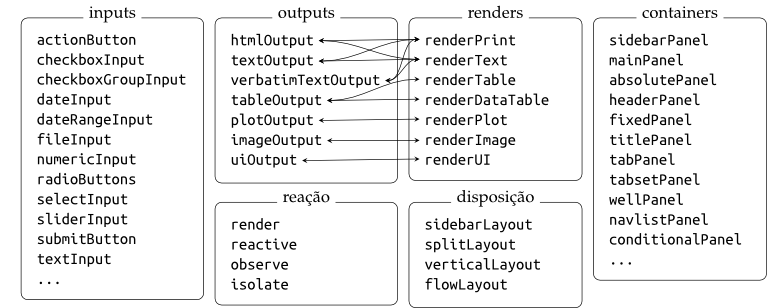 inputs
actionButton
checkboxInput
checkboxGroupInput
dateInput
dateRangeInput
fileInput
numericInput
radioButtons
selectInput
sliderInput
submitButton
textInput
...
outputs
htmlOutput
textOutput
verbatimTextOutput
tableOutput
plotOutput
imageOutput
uiOutput
renders
renderPrint
renderText
renderTable
renderDataTable
renderPlot
renderImage
renderUI
reação
render
reactive
observe
isolate
disposição
sidebarLayout
splitLayout
verticalLayout
flowLayout
containers
sidebarPanel
mainPanel
absolutePanel
headerPanel
fixedPanel
titlePanel
tabPanel
tabsetPanel
wellPanel
navlistPanel
conditionalPanel
...